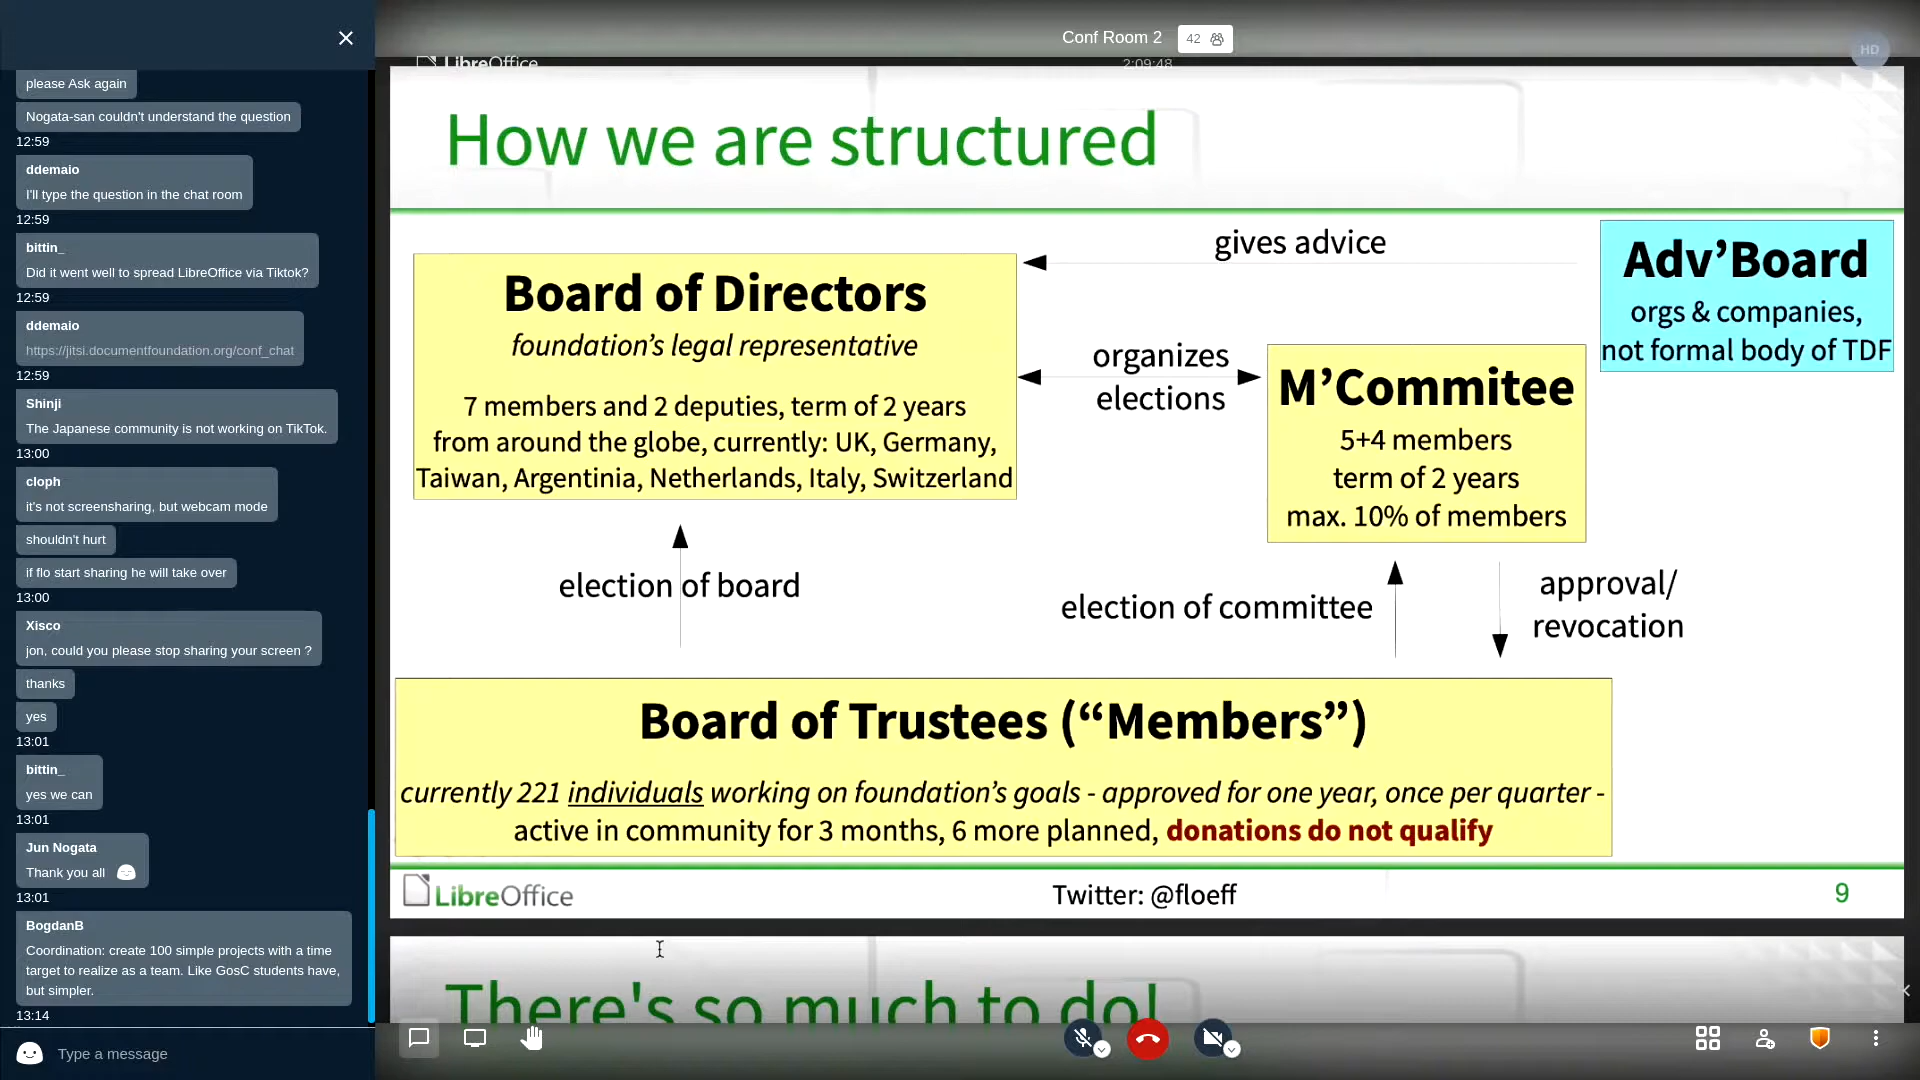 please Ask again
Nogata-san couldn't understand the question
12:59
ddemaio
I'll type the question in the chat room
12:59
bittin_
Did it went well to spread LibreOffice via Tiktok?
12:59
ddemaio
https://jitsi.documentfoundation.org/conf_chat
12:59
Shinji
The Japanese community is not working on TikTok.
13:00
cloph
it's not screensharing, but webcam mode
shouldn't hurt
if flo start sharing he will take over
13:00
Xisco
jon, could you please stop sharing your screen ?
thanks
yes
13:01
bittin_
yes we can
13:01
Jun Nogata
Thank you all
13:01
BogdanB
Coordination: create 100 simple projects with a time
target to realize as a team. Like GosC students have,
but simpler.
13:14
Type a message
Conf Room 2
42
HD
LibreOffice
2:09:48
How we are structured
Board of Directors
foundation’s legal representative
7 members and 2 deputies, term of 2 years
from around the globe, currently: UK, Germany,
Taiwan, Argentinia, Netherlands, Italy, Switzerland
gives advice
Adv’Board
orgs & companies,
not formal body of TDF
organizes
elections
M’Commitee
5+4 members
term of 2 years
max. 10% of members
election of board
election of committee
approval/
revocation
Board of Trustees (“Members”)
currently 221 individuals working on foundation’s goals - approved for one year, once per quarter -
active in community for 3 months, 6 more planned, donations do not qualify
LibreOffice
Twitter: @floeff
9
There's so much to do!